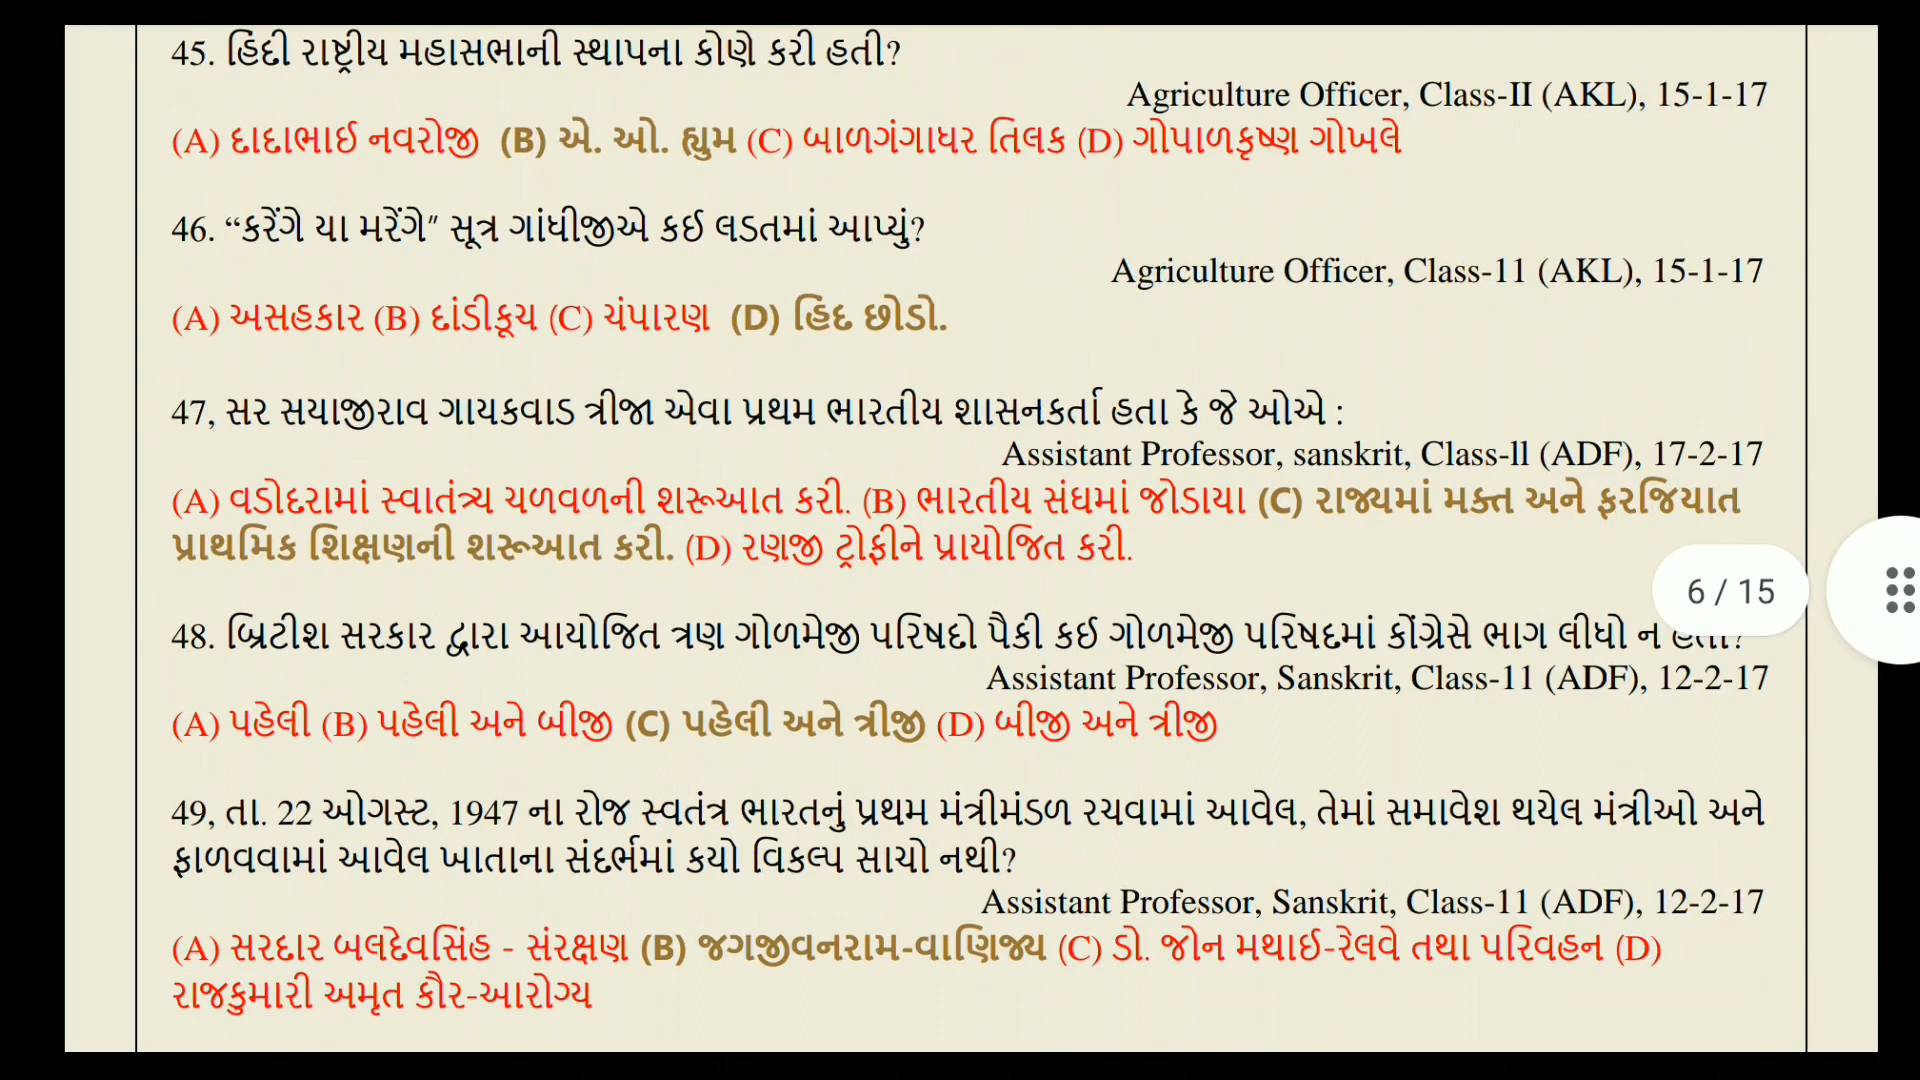 45. હિંદી રાષ્ટ્રીય મહાસભાની સ્થાપના કોણે કરી હતી?
Agriculture Officer, Class-II (AKL), 15-1-17
(A) દાદાભાઈ નવરોજી (B) એ. ઓ. હ્યુમ (C) બાળગંગાધર તિલક (D) ગોપાળકૃષ્ણ ગોખલે
46. “કરેંગે યા મરેંગે” સૂત્ર ગાંધીજીએ કઈ લડતમાં આપ્યું?
Agriculture Officer, Class-11 (AKL), 15-1-17
(A) અસહકાર (B) દાંડીકૂચ (C) ચંપારણ (D) હિંદ છોડો.
47, સર સયાજીરાવ ગાયકવાડ ત્રીજા એવા પ્રથમ ભારતીય શાસનકર્તા હતા કે જે ઓએ :
Assistant Professor, sanskrit, Class-ll (ADF), 17-2-17
(A) વડોદરામાં સ્વાતંત્ર્ય ચળવળની શરૂઆત કરી. (B) ભારતીય સંઘમાં જોડાયા (C) રાજ્યમાં મક્ત અને ફરજિયાત
પ્રાથમિક શિક્ષણની શરૂઆત કરી. (D) રણજી ટ્રોફીને પ્રાયોજિત કરી.
6 / 15
48. બ્રિટીશ સરકાર દ્વારા આયોજિત ત્રણ ગોળમેજી પરિષદો પૈકી કઈ ગોળમેજી પરિષદમાં કોંગ્રેસે ભાગ લીધો ન હતો?
Assistant Professor, Sanskrit, Class-11 (ADF), 12-2-17
(A) પહેલી (B) પહેલી અને બીજી (C) પહેલી અને ત્રીજી (D) બીજી અને ત્રીજી
49, તા. 22 ઓગસ્ટ, 1947 ના રોજ સ્વતંત્ર ભારતનું પ્રથમ મંત્રીમંડળ રચવામાં આવેલ, તેમાં સમાવેશ થયેલ મંત્રીઓ અને
ફાળવવામાં આવેલ ખાતાના સંદર્ભમાં કયો વિકલ્પ સાચો નથી?
Assistant Professor, Sanskrit, Class-11 (ADF), 12-2-17
(A) સરદાર બલદેવસિંહ - સંરક્ષણ (B) જગજીવનરામ-વાણિજ્ય (C) ડો. જોન મથાઈ-રેલવે તથા પરિવહન (D)
રાજકુમારી અમૃત કૌર-આરોગ્ય